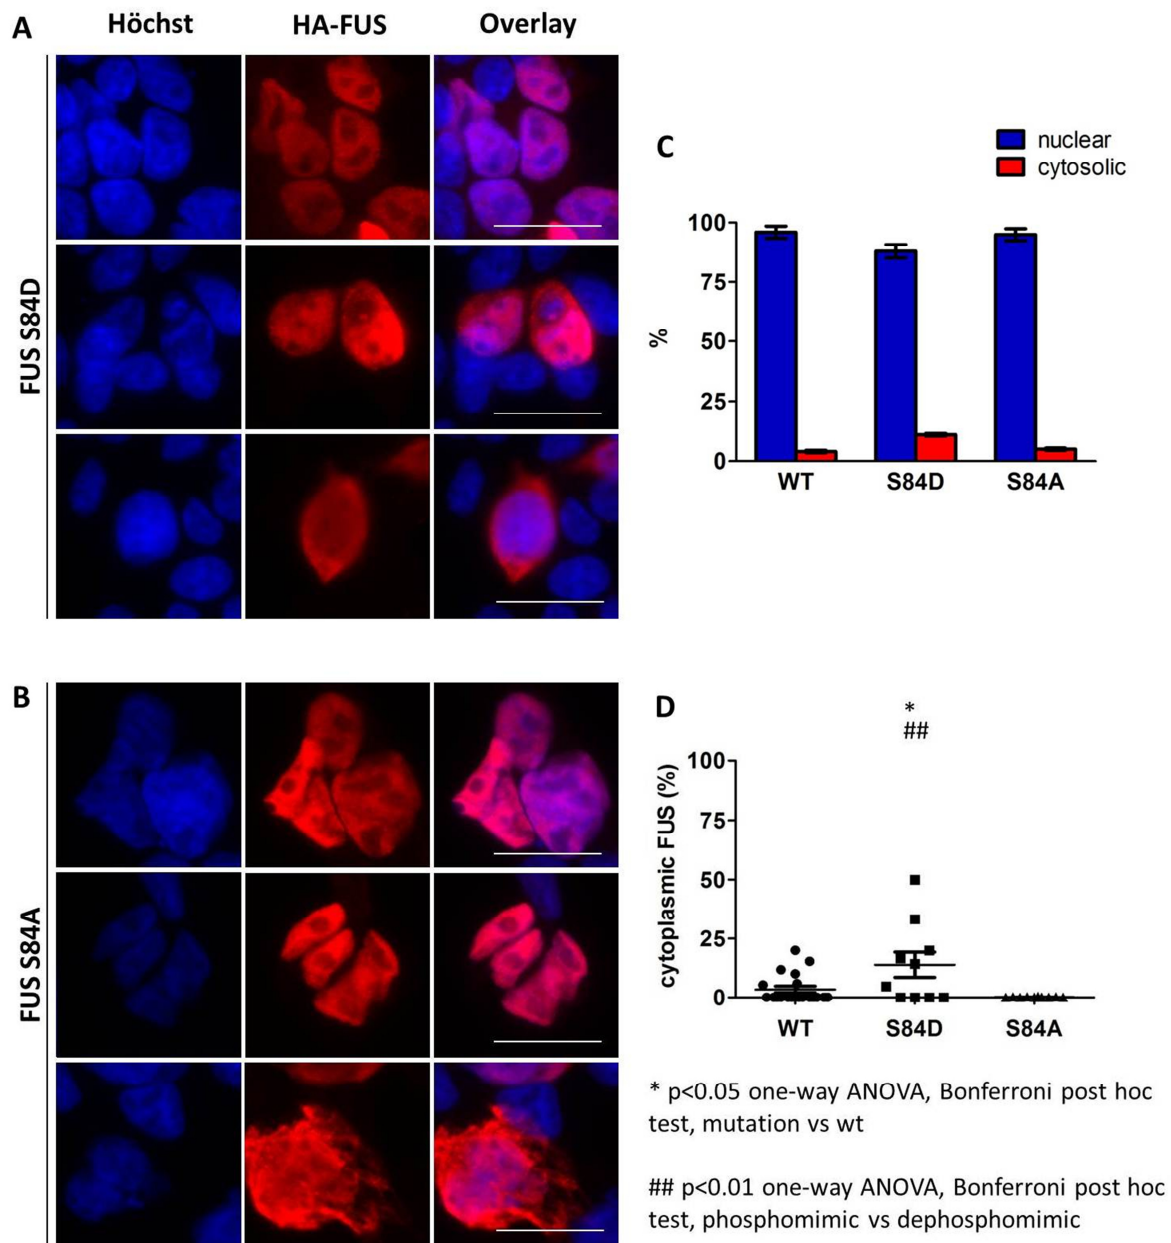 A
Höchst
HA-FUS
Overlay
FUS S84D
C
nuclear
cytosolic
100
75
50
25
0
%
WT
S84D
S84A
B
FUS S84A
D
*
##
100
75
50
25
0
cytoplasmic FUS (%)
WT
S84D
S84A
* p<0.05 one-way ANOVA, Bonferroni post hoc
test, mutation vs wt
## p<0.01 one-way ANOVA, Bonferroni post hoc
test, phosphomimic vs dephosphomimic